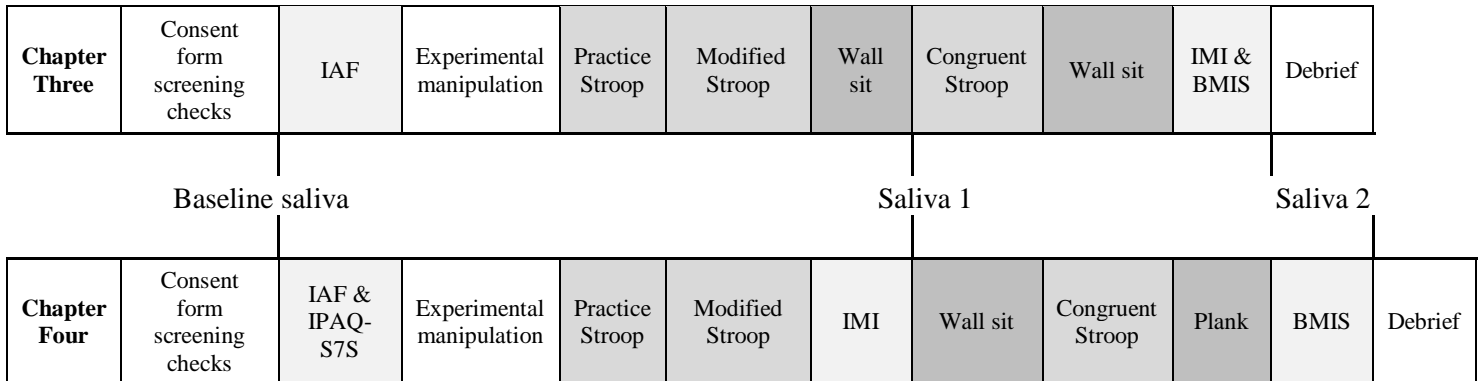 Chapter
Three
Consent
form
screening
checks
IAF
Experimental
manipulation
Practice
Stroop
Modified
Stroop
Wall
sit
Congruent
Stroop
Wall sit
IMI &
BMIS
Debrief
Baseline saliva
Saliva 1
Saliva 2
Chapter
Four
Consent
form
screening
checks
IAF &
IPAQ-
S7S
Experimental
manipulation
Practice
Stroop
Modified
Stroop
IMI
Wall sit
Congruent
Stroop
Plank
BMIS
Debrief